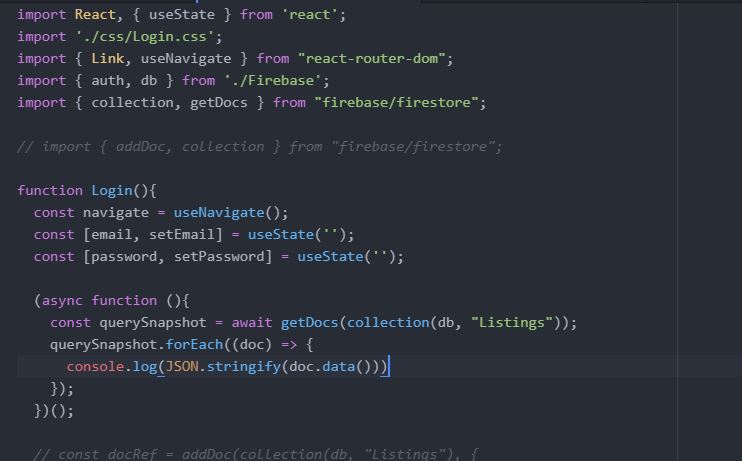 import React, { useState } from 'react';
import './css/Login.css';
import { Link, useNavigate } from "react-router-dom";
import { auth, db } from './Firebase';
import { collection, getDocs } from "firebase/firestore";
// import { addDoc, collection } from "firebase/firestore";
function Login(){
const navigate = useNavigate();
const [email, setEmail] = useState('');
const [password, setPassword] = useState('');
(async function (){
const querySnapshot = await getDocs(collection(db, "Listings"));
querySnapshot.forEach((doc) => {
console.log(JSON.stringify(doc.data()))
});
})();
// const docRef = addDoc(collection(db, "Listings"), {